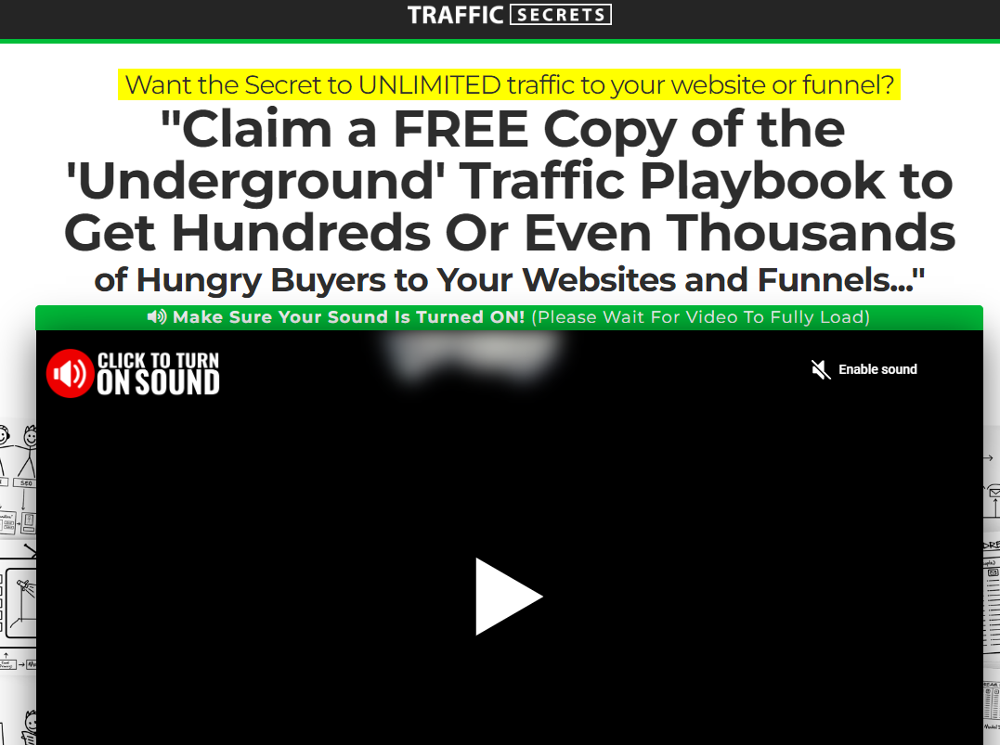 TRAFFIC SECRETS
Want the Secret to UNLIMITED traffic to your website or funnel?
"Claim a FREE Copy of the
'Underground' Traffic Playbook to
Get Hundreds Or Even Thousands
of Hungry Buyers to Your Websites and Funnels..."
Make Sure Your Sound Is Turned ON! (Please Wait For Video To Fully Load)
CLICK TO TURN
ON SOUND
Enable sound
SEO